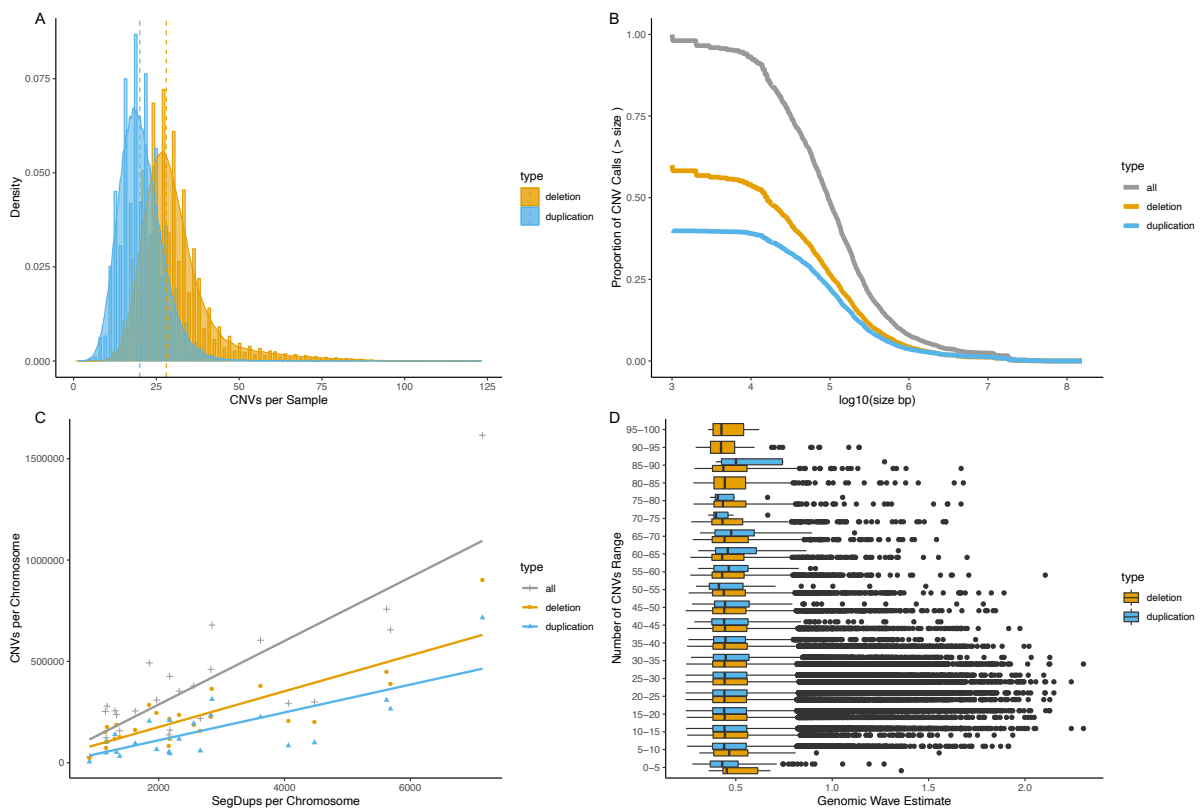 A
Density
0.075
0.050
0.025
0.000
0
25
50
75
100
125
CNVs per Sample
type
deletion
duplication
B
Proportion of CNV Calls ( > size )
1.00
0.75
0.50
0.25
0.00
3
4
5
6
7
8
log10(size bp)
type
all
deletion
duplication
C
CNVs per Chromosome
1500000
1000000
500000
0
2000
4000
6000
SegDups per Chromosome
type
all
deletion
duplication
D
Number of CNVs Range
95−100
90−95
85−90
80−85
75−80
70−75
65−70
60−65
55−60
50−55
45−50
40−45
35−40
30−35
25−30
20−25
15−20
10−15
5−10
0−5
0.5
1.0
1.5
2.0
Genomic Wave Estimate
type
deletion
duplication